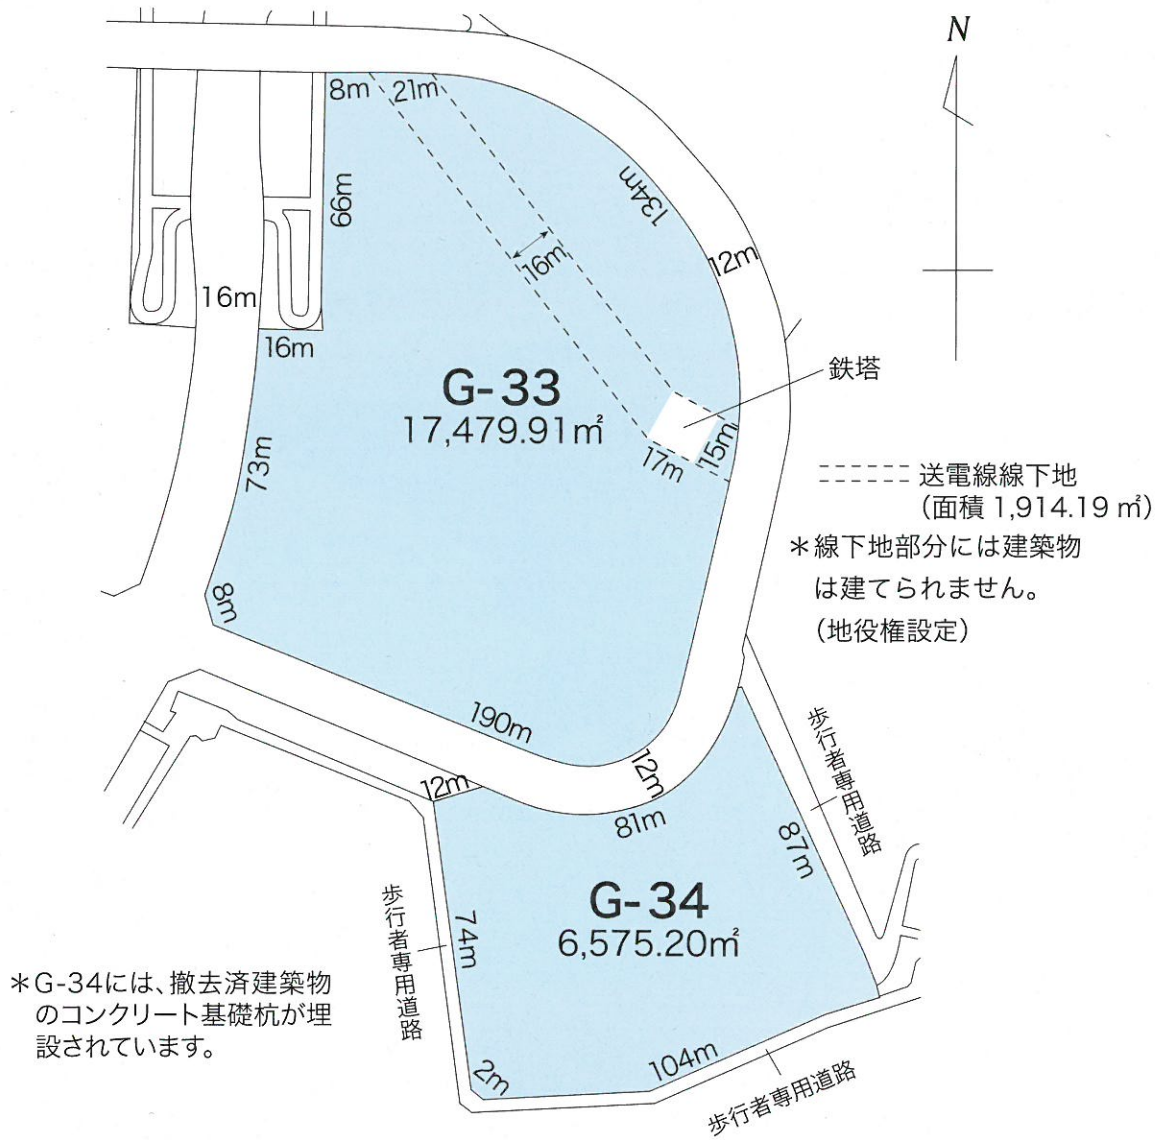 N
8m
21m
66m
134m
16m
12m
16m
16m
鉄塔
G-33
17,479.91㎡
73m
17m
15m
送電線線下地
(面積 1,914.19 ㎡)
＊線下地部分には建築物
は建てられません。
(地役権設定)
8m
190m
12m
12m
81m
歩行者専用道路
87m
G-34
6,575.20㎡
歩行者専用道路
74m
＊G-34には、撤去済建築物
のコンクリート基礎杭が埋
設されています。
2m
104m
歩行者専用道路